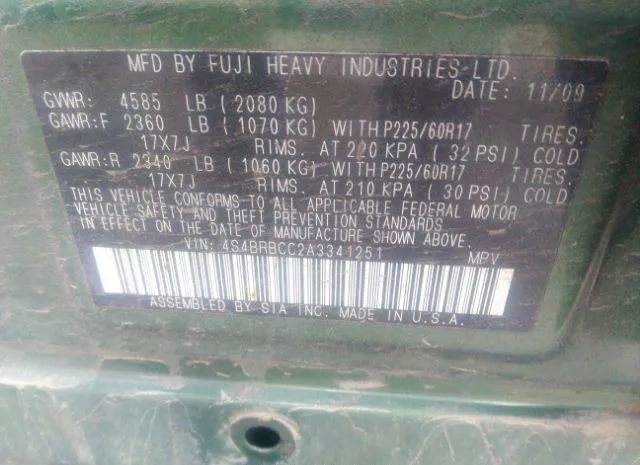 MFD BY FUJI HEAVY INDUSTRIES LTD.
DATE: 11/09
GVWR: 4585 LB (2080 KG)
GAWR:F 2360 LB (1070 KG) WITH P225/60R17 TIRES.
17X7J RIMS. AT 220 KPA (32 PSI) COLD
GAWR:R 2340 LB (1060 KG) WITH P225/60R17 TIRES.
17X7J RIMS. AT 210 KPA (30 PSI) COLD
THIS VEHICLE CONFORMS TO ALL APPLICABLE FEDERAL MOTOR
VEHICLE SAFETY AND THEFT PREVENTION STANDARDS
IN EFFECT ON THE DATE OF MANUFACTURE SHOWN ABOVE.
VIN: 4S4BRBCC2A3341251 MPV
ASSEMBLED BY SIA INC. MADE IN U.S.A.